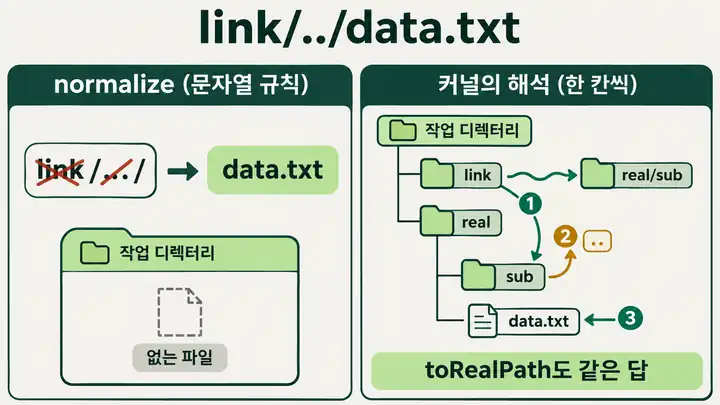 link/../data.txt
normalize (문자열 규칙)
link/../
data.txt
작업 디렉터리
없는 파일
커널의 해석 (한 칸씩)
작업 디렉터리
link
real/sub
1
real
2
..
sub
data.txt
3
toRealPath도 같은 답